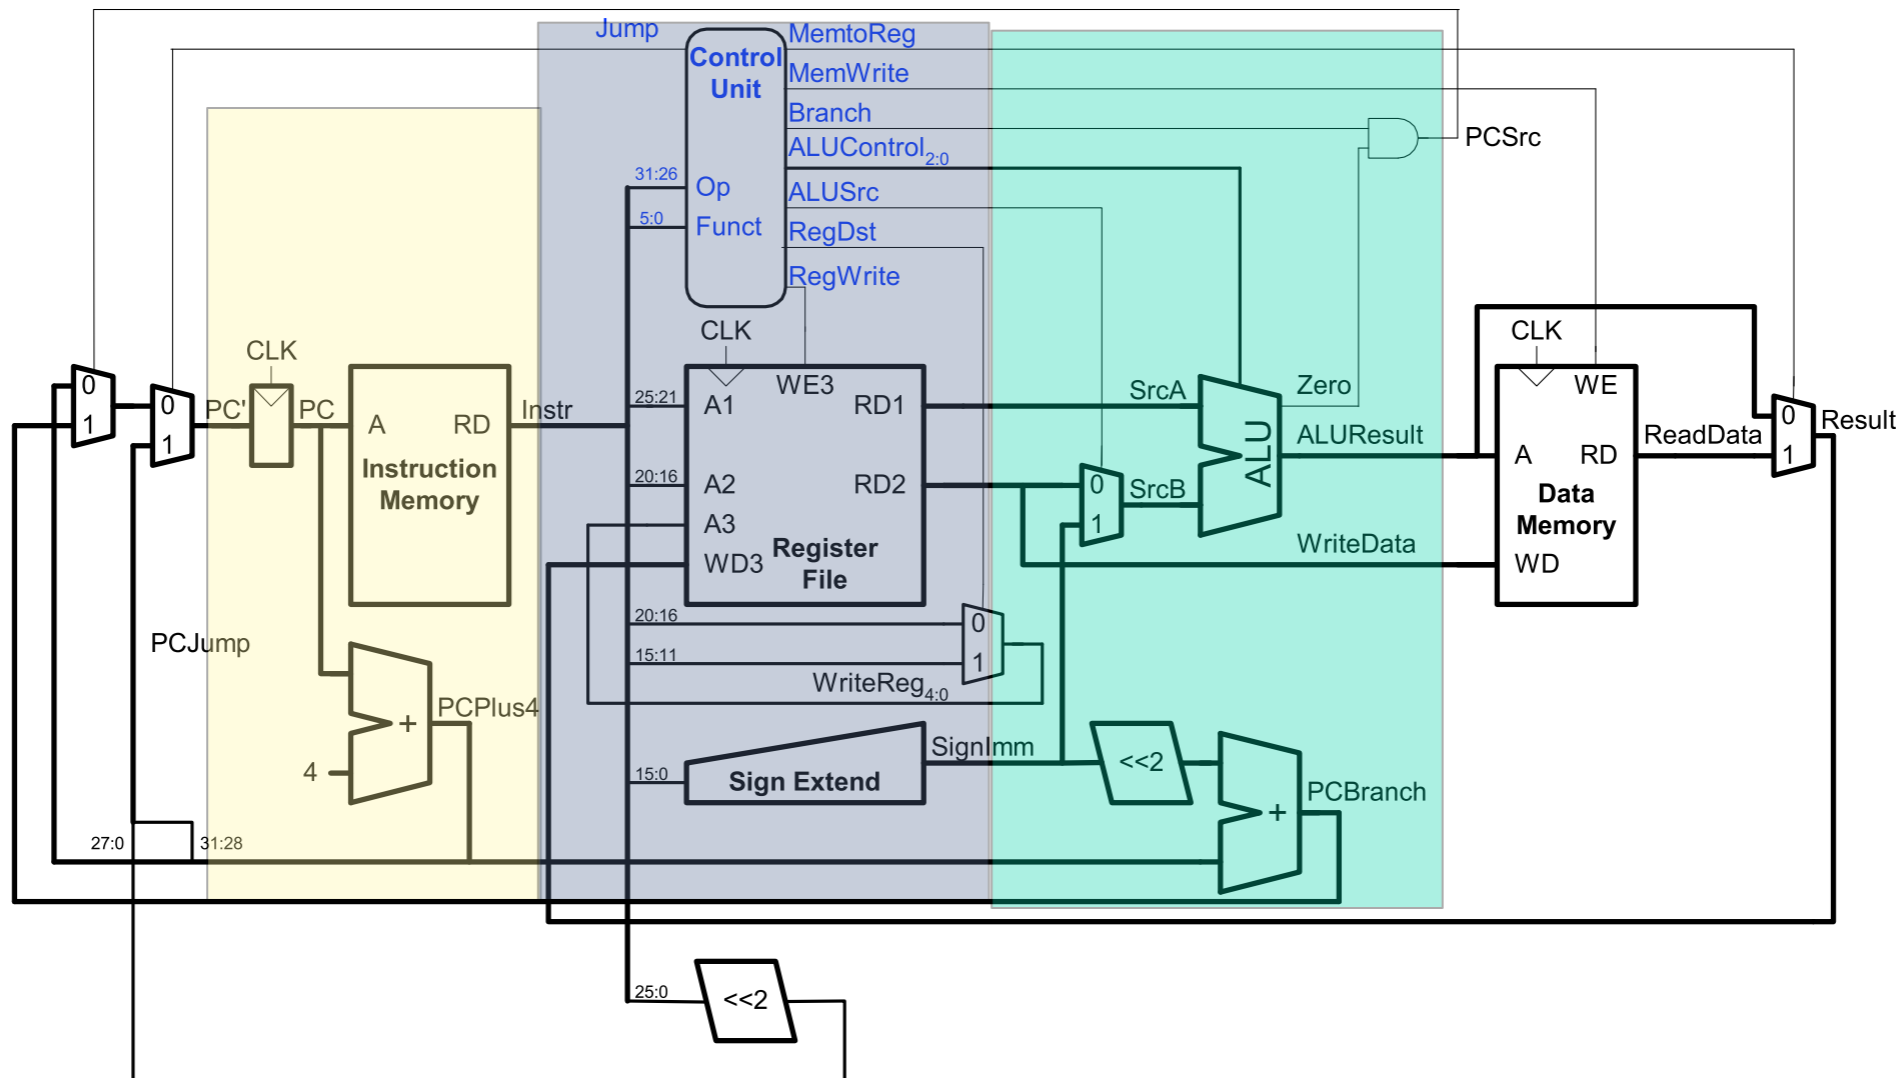 Jump
Control
Unit
MemtoReg
MemWrite
Branch
ALUControl2:0
ALUSrc
RegDst
RegWrite
PCSrc
31:26
Op
5:0
Funct
CLK
CLK
CLK
0
1
0
1
PC'
PC
A
RD
Instruction
Memory
Instr
25:21
A1
WE3
RD1
SrcA
20:16
A2
RD2
A3
WD3
Register
File
0
1
SrcB
ALU
Zero
ALUResult
WriteData
WE
A
RD
Data
Memory
WD
ReadData
0
1
Result
20:16
15:11
0
1
WriteReg4:0
PCJump
PCPlus4
+
4
SignImm
15:0
Sign Extend
<<2
+
PCBranch
27:0
31:28
25:0
<<2